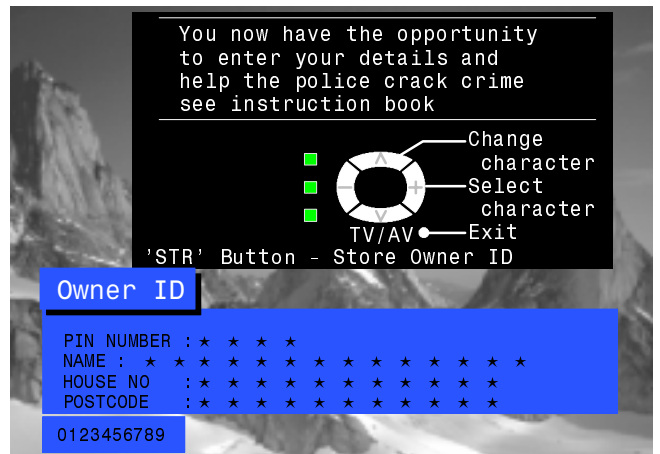 You now have the opportunity
to enter your details and
help the police crack crime
see instruction book
Change
character
Select
character
TV/AV Exit
'STR' Button - Store Owner ID
Owner ID
PIN NUMBER :★ ★ ★ ★
NAME : ★ ★ ★ ★ ★ ★ ★ ★ ★ ★ ★ ★ ★ ★
HOUSE NO :★ ★ ★ ★ ★ ★ ★ ★ ★ ★ ★
POSTCODE :★ ★ ★ ★ ★ ★ ★ ★ ★ ★ ★
0123456789